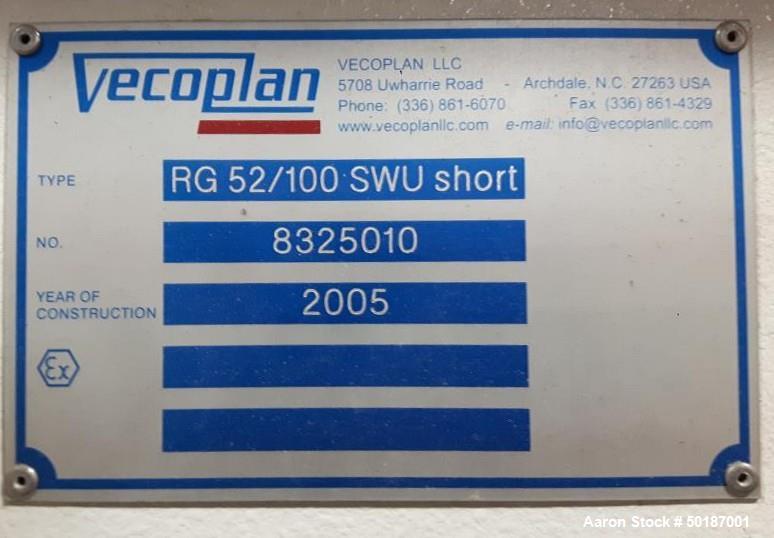 vecoplan
VECOPLAN LLC
5708 Uwharrie Road - Archdale, N.C. 27263 USA
Phone: (336) 861-6070 Fax (336) 861-4329
www.vecoplanllc.com e-mail: info@vecoplanllc.com
TYPE RG 52/100 SWU short
NO. 8325010
YEAR OF
CONSTRUCTION 2005
Ex
Aaron Stock # 50187001